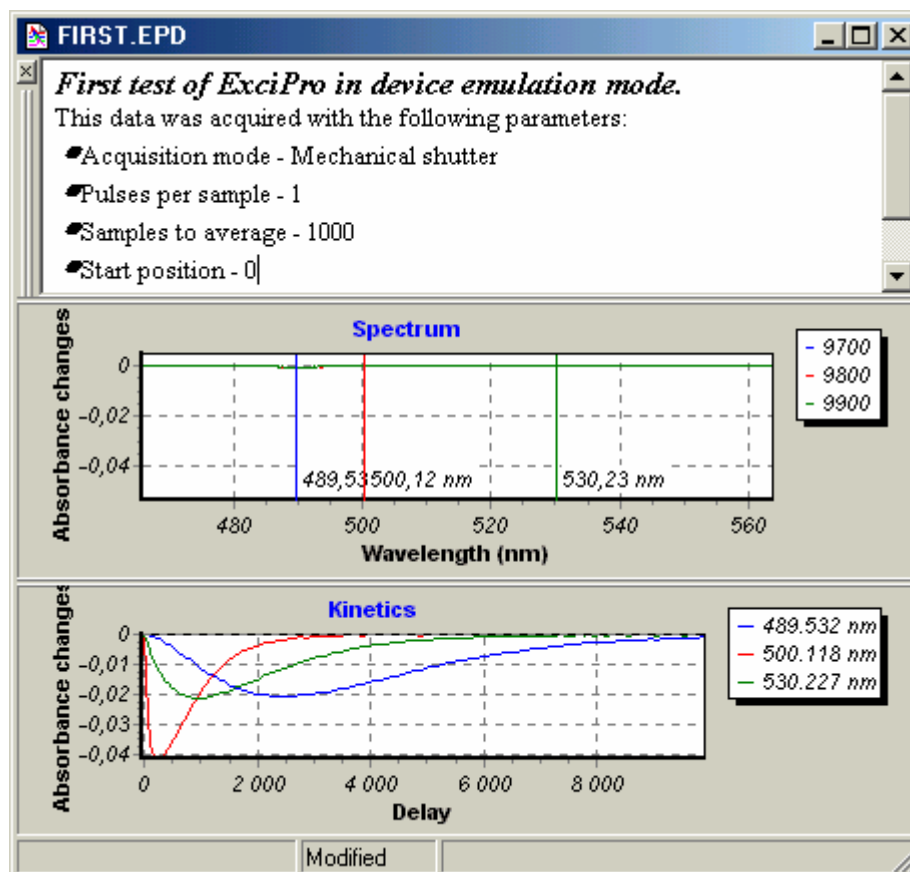 FIRST.EPD
First test of ExciPro in device emulation mode.
This data was acquired with the following parameters:
Acquisition mode - Mechanical shutter
Pulses per sample - 1
Samples to average - 1000
Start position - 0
Spectrum
Absorbance changes
0
-0,02
-0,04
489,53
500,12 nm
530,23 nm
480
500
520
540
560
Wavelength (nm)
9700
9800
9900
Kinetics
Absorbance changes
0
-0,01
-0,02
-0,03
-0,04
0
2 000
4 000
6 000
8 000
Delay
489.532 nm
500.118 nm
530.227 nm
Modified